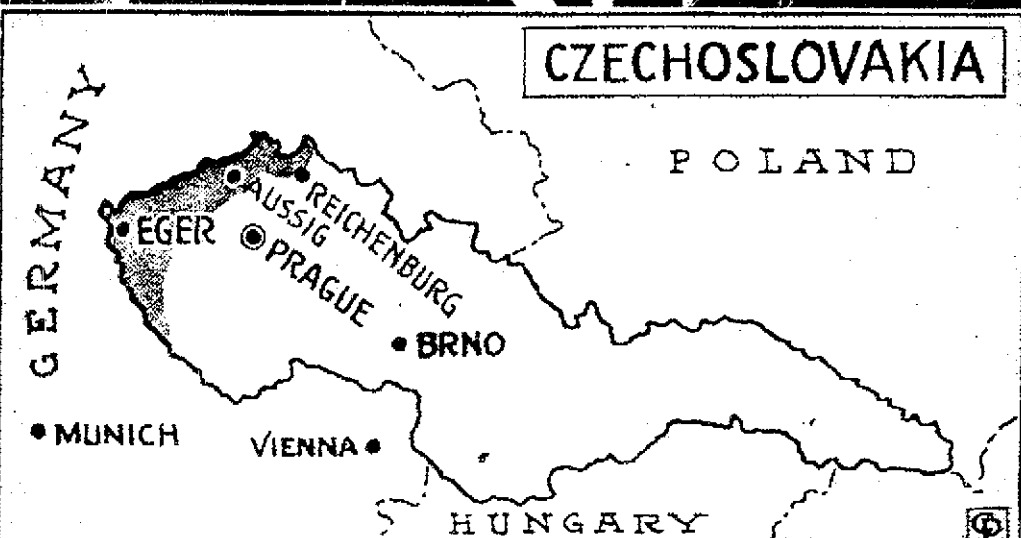 CZECHOSLOVAKIA
GERMANY
POLAND
EGER
AUSSIG
REICHENBURG
PRAGUE
BRNO
MUNICH
VIENNA
HUNGARY